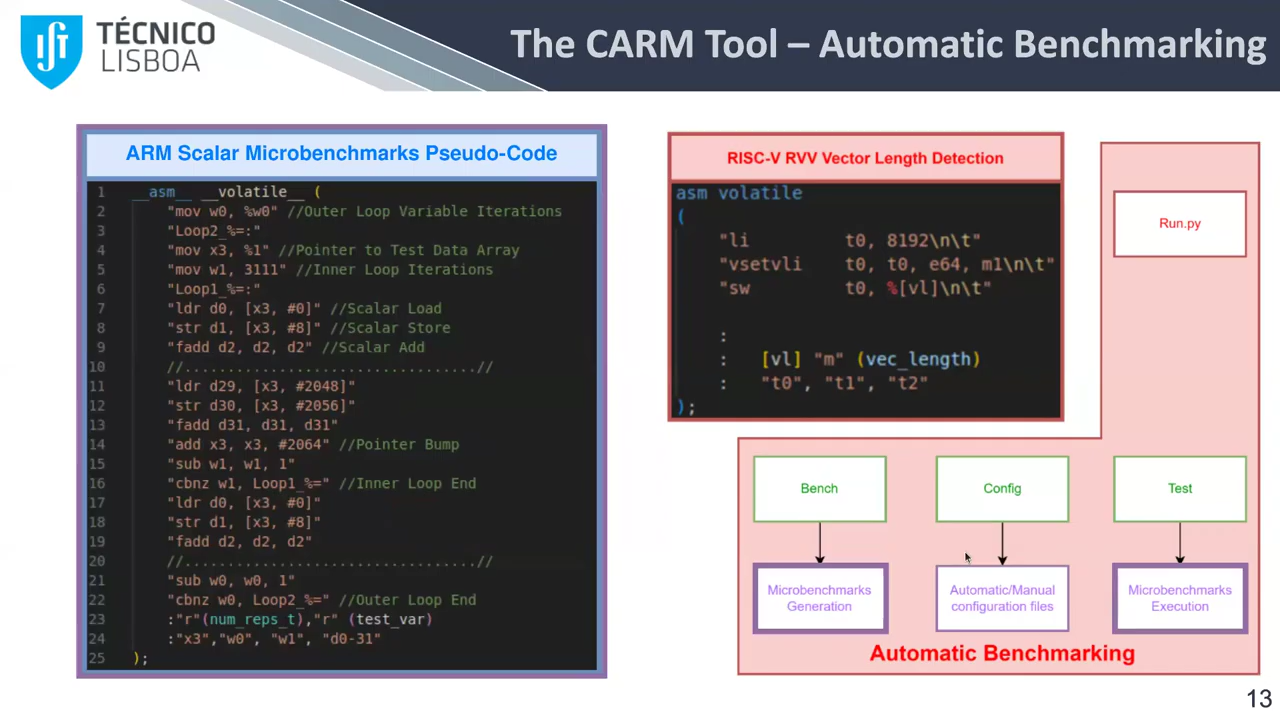 TÉCNICO
LISBOA
The CARM Tool – Automatic Benchmarking
ARM Scalar Microbenchmarks Pseudo-Code
1 __asm__ __volatile__ (
2 "mov w0, %w0" //Outer Loop Variable Iterations
3 "Loop2_%=:"
4 "mov x3, %1" //Pointer to Test Data Array
5 "mov w1, 3111" //Inner Loop Iterations
6 "Loop1_%=:"
7 "ldr d0, [x3, #0]" //Scalar Load
8 "str d1, [x3, #8]" //Scalar Store
9 "fadd d2, d2, d2" //Scalar Add
10 //.................................//
11 "ldr d29, [x3, #2048]"
12 "str d30, [x3, #2056]"
13 "fadd d31, d31, d31"
14 "add x3, x3, #2064" //Pointer Bump
15 "sub w1, w1, 1"
16 "cbnz w1, Loop1_%=" //Inner Loop End
17 "ldr d0, [x3, #0]"
18 "str d1, [x3, #8]"
19 "fadd d2, d2, d2"
20 //.................................//
21 "sub w0, w0, 1"
22 "cbnz w0, Loop2_%=" //Outer Loop End
23 :"r"(num_reps_t),"r" (test_var)
24 :"x3","w0", "w1", "d0-31"
25 );
RISC-V RVV Vector Length Detection
asm volatile
(
"li t0, 8192\n\t"
"vsetvli t0, t0, e64, m1\n\t"
"sw t0, %[vl]\n\t"
:
: [vl] "m" (vec_length)
: "t0", "t1", "t2"
);
Run.py
Bench
Config
Test
Microbenchmarks
Generation
Automatic/Manual
configuration files
Microbenchmarks
Execution
Automatic Benchmarking
13